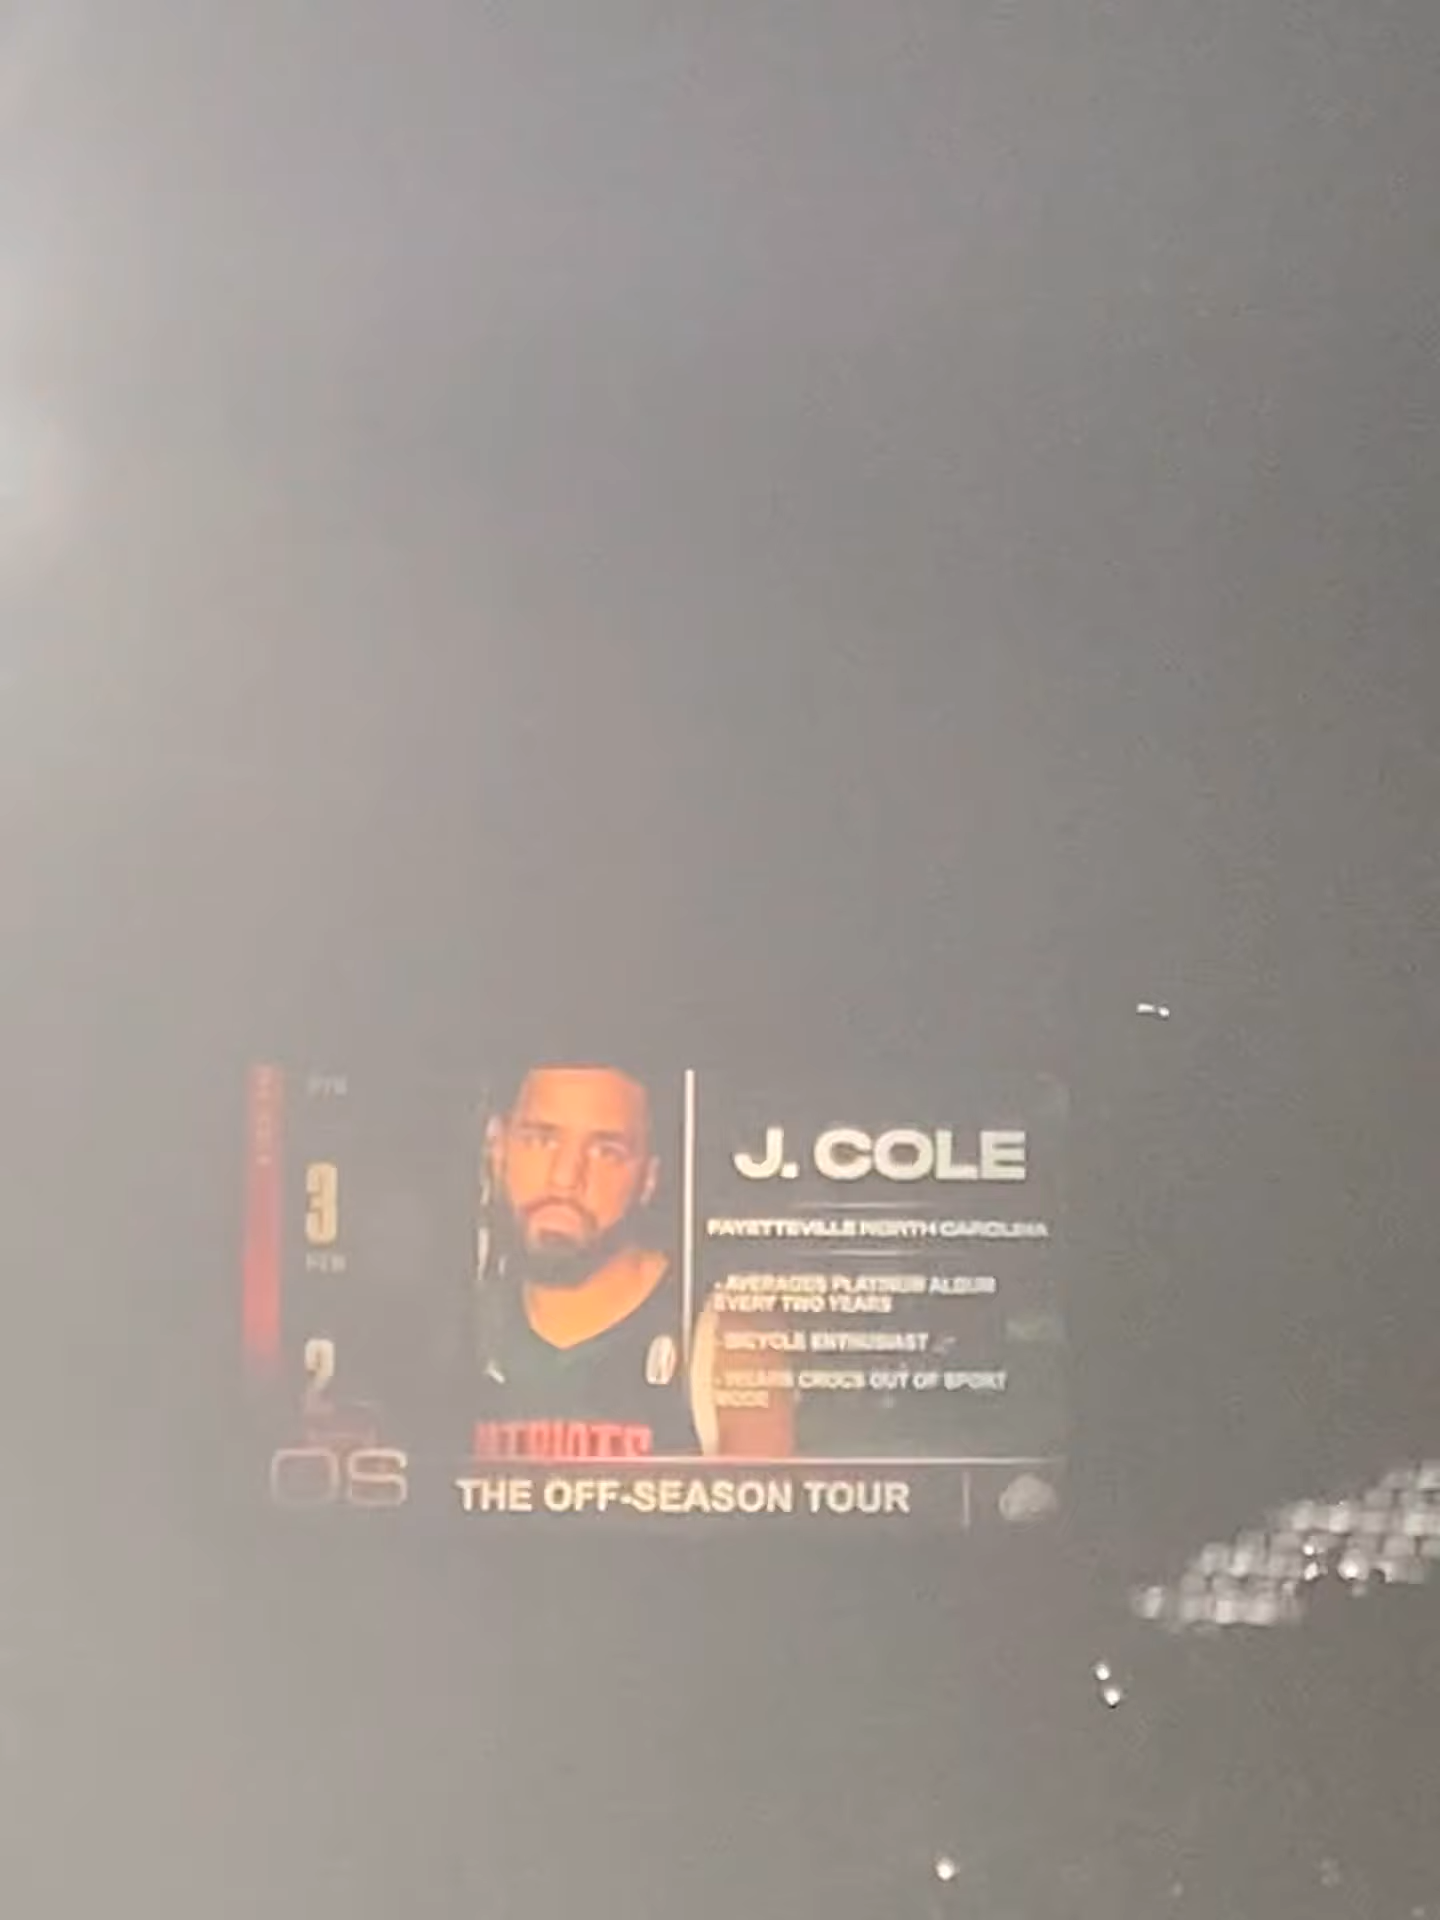 J. COLE
FAYETTEVILLE NORTH CAROLINA
- AVERAGES PLATINUM ALBUM
EVERY TWO YEARS
- BICYCLE ENTHUSIAST
- WEARS CROCS OUT OF SPORT
MODE
3
2
OS
THE OFF-SEASON TOUR